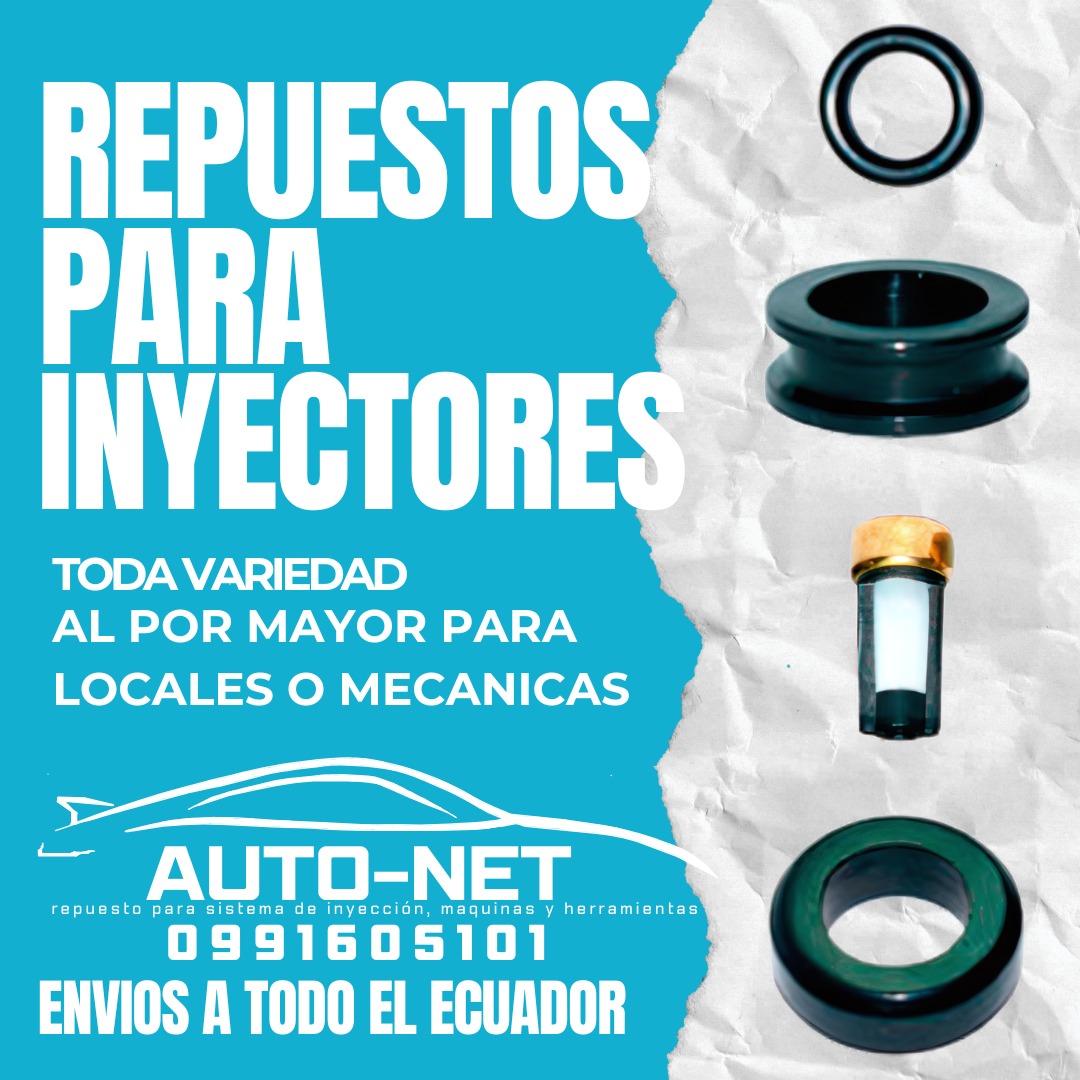 REPUESTOS
PARA
INYECTORES
TODA VARIEDAD
AL POR MAYOR PARA
LOCALES O MECANICAS
AUTO-NET
repuesto para sistema de inyección, maquinas y herramientas
0991605101
ENVIOS A TODO EL ECUADOR